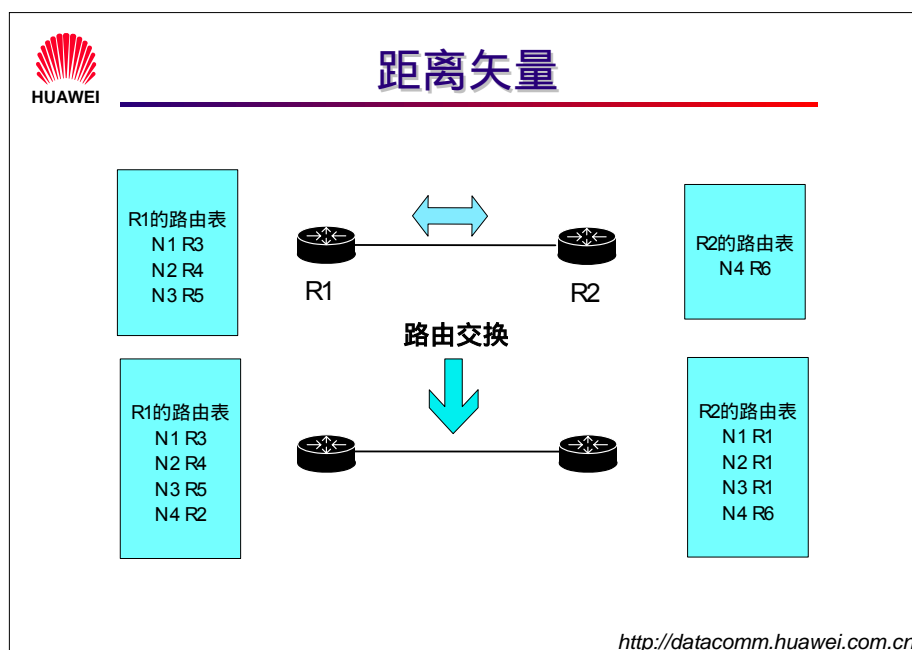 HUAWEI
距离矢量
R1的路由表
N1 R3
N2 R4
N3 R5
R1
R2
R2的路由表
N4 R6
路由交换
R1的路由表
N1 R3
N2 R4
N3 R5
N4 R2
R2的路由表
N1 R1
N2 R1
N3 R1
N4 R6
http://datacomm.huawei.com.cn